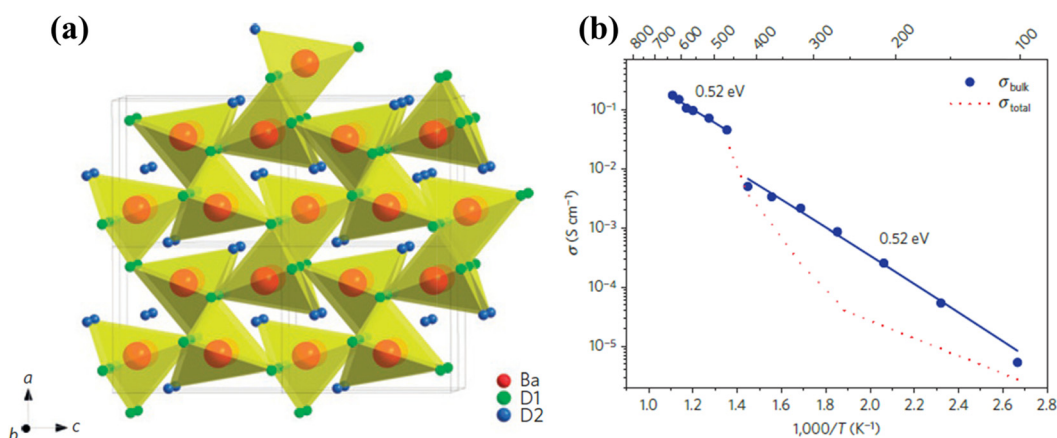 (a)
Ba
D1
D2
a
b
c
(b)
800 700 600 500 400 300 200 100
0.52 eV
σbulk
σtotal
10⁻¹
10⁻²
10⁻³
10⁻⁴
10⁻⁵
σ (S cm⁻¹)
0.52 eV
1.0 1.2 1.4 1.6 1.8 2.0 2.2 2.4 2.6 2.8
1,000/T (K⁻¹)